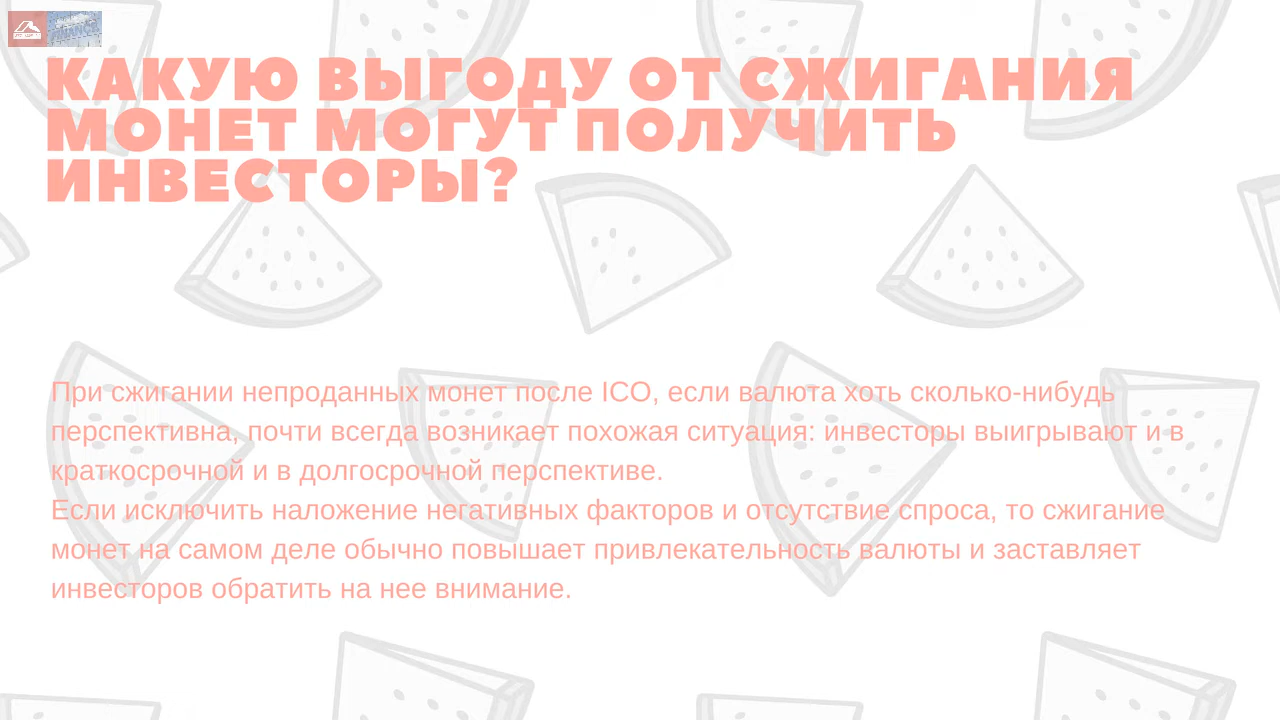 КАКУЮ ВЫГОДУ ОТ СЖИГАНИЯ
МОНЕТ МОГУТ ПОЛУЧИТЬ
ИНВЕСТОРЫ?
При сжигании непроданных монет после ICO, если валюта хоть сколько-нибудь
перспективна, почти всегда возникает похожая ситуация: инвесторы выигрывают и в
краткосрочной и в долгосрочной перспективе.
Если исключить наложение негативных факторов и отсутствие спроса, то сжигание
монет на самом деле обычно повышает привлекательность валюты и заставляет
инвесторов обратить на нее внимание.